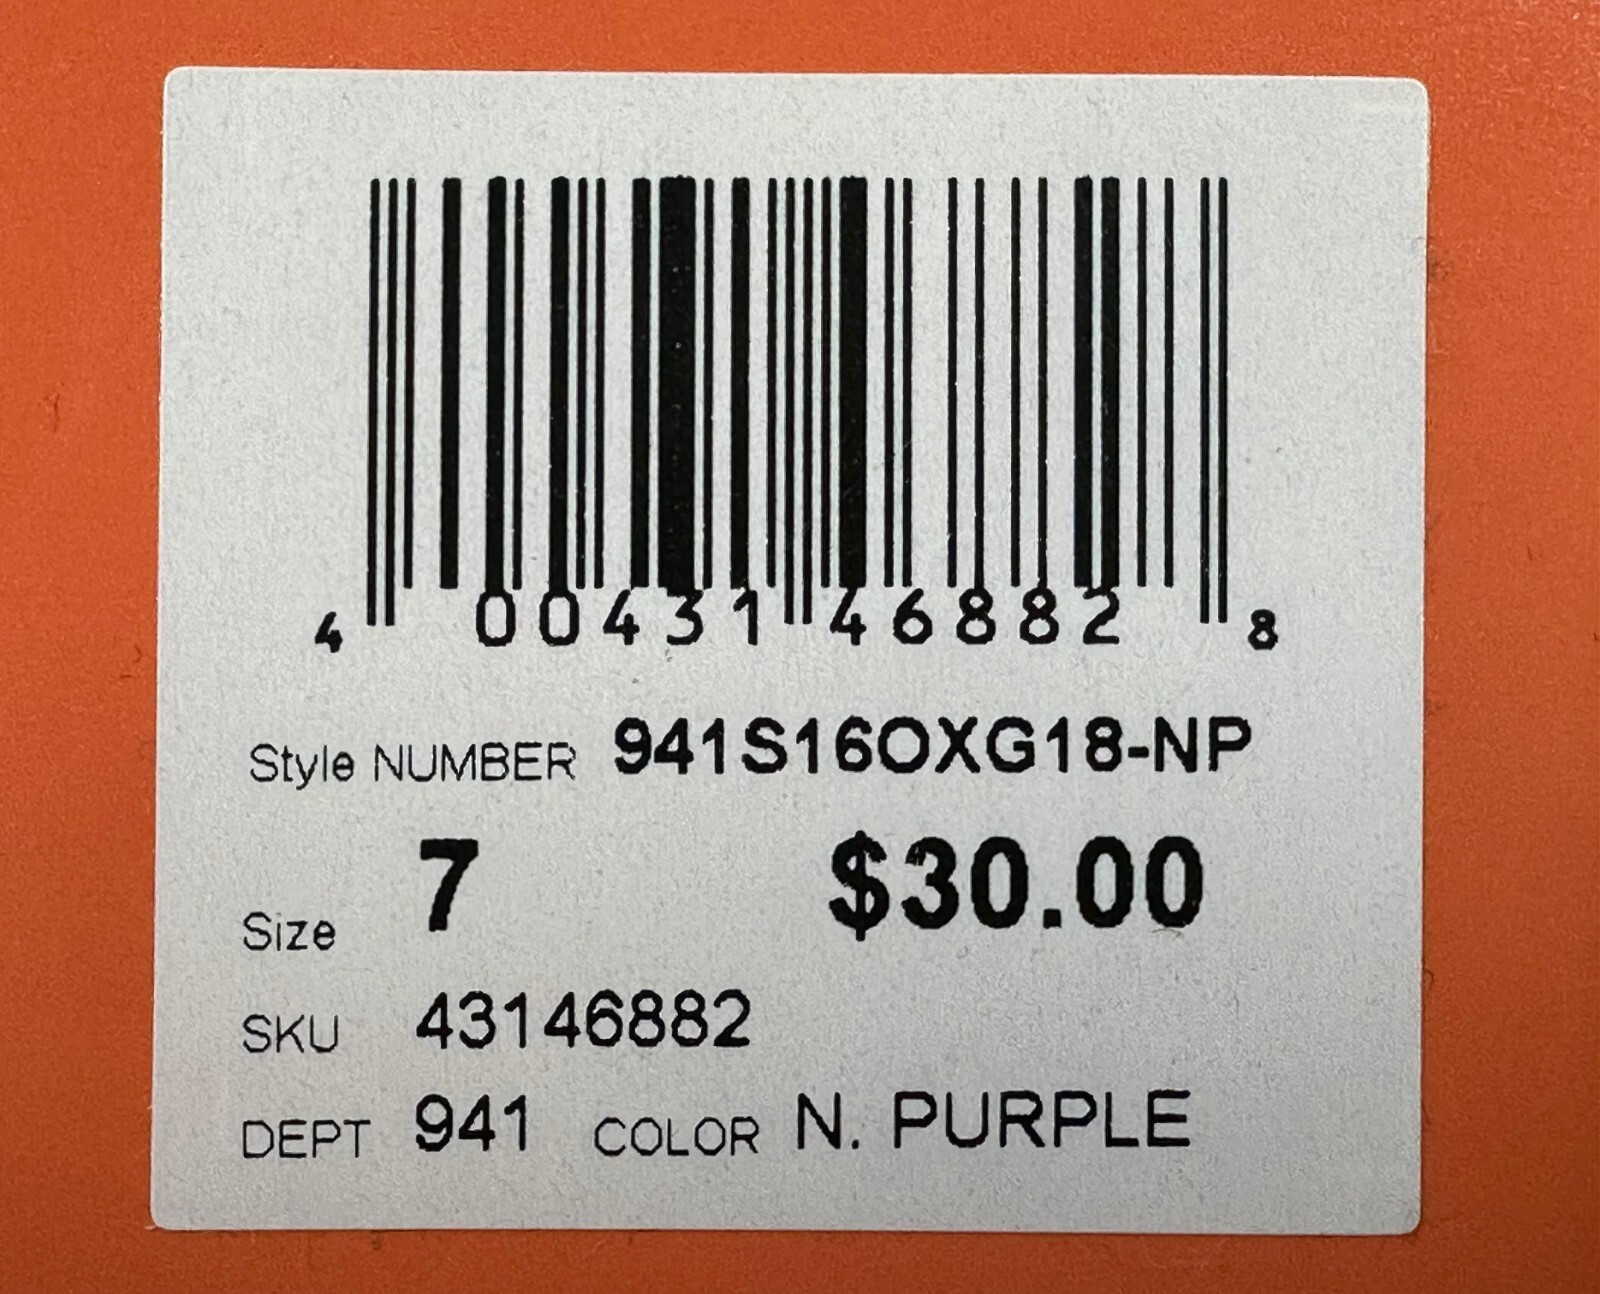 4 00431 46882 8
Style NUMBER 941S16OXG18-NP
Size 7 $30.00
SKU 43146882
DEPT 941 COLOR N. PURPLE